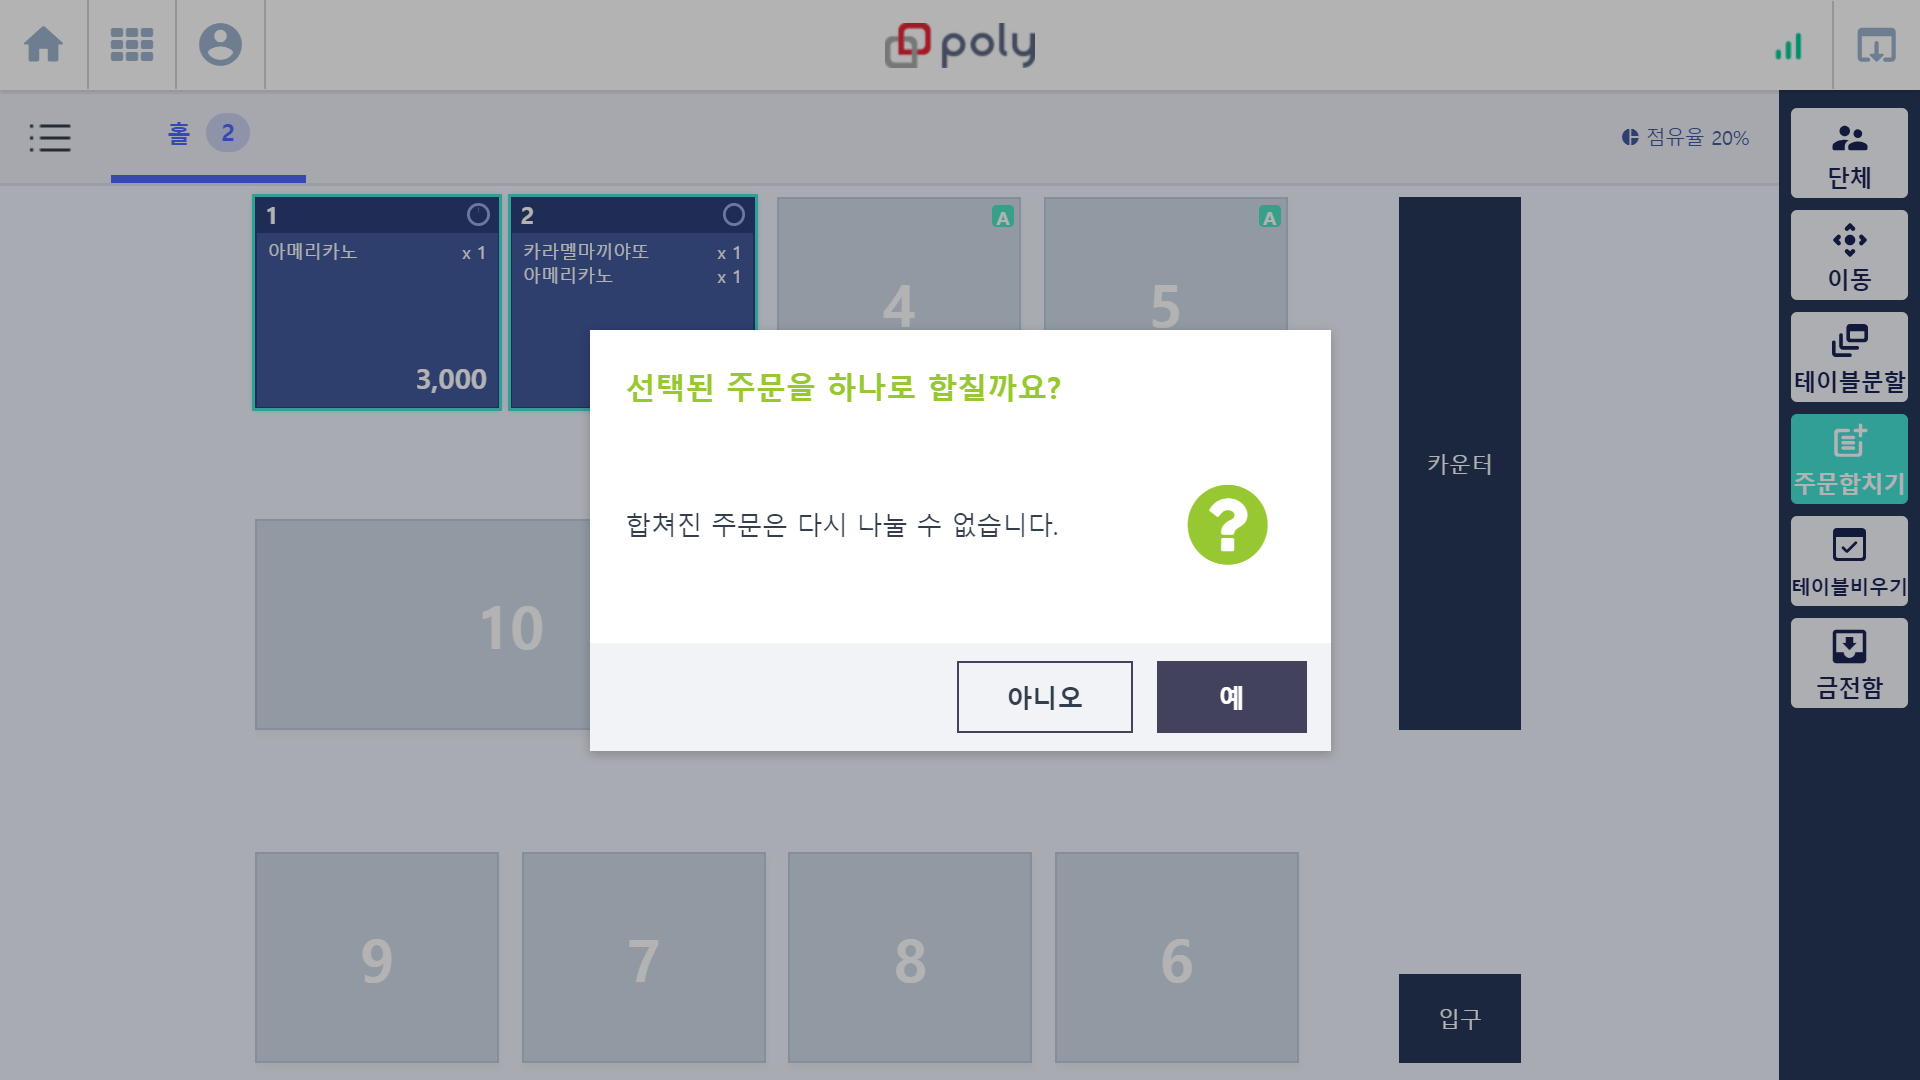 poly
홀 2
점유율 20%
1
아메리카노 x 1
3,000
2
카라멜마끼야또 x 1
아메리카노 x 1
A
4
A
5
선택된 주문을 하나로 합칠까요?
합쳐진 주문은 다시 나눌 수 없습니다.
아니오
예
10
카운터
9
7
8
6
입구
단체
이동
테이블분할
주문합치기
테이블비우기
금전함